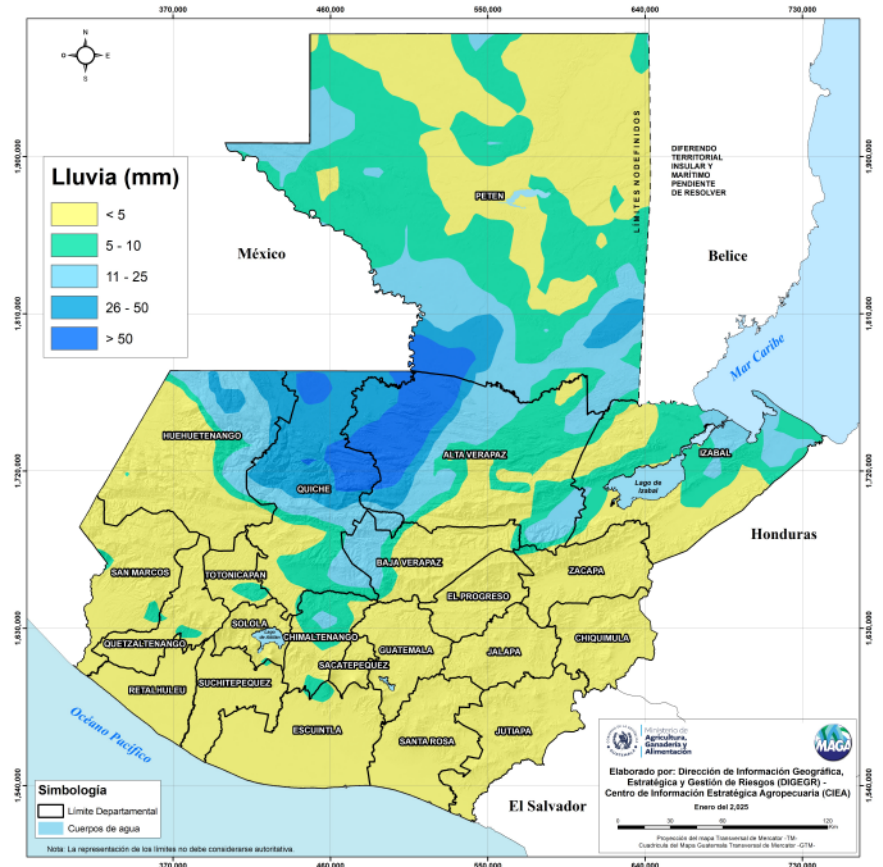 370,000 460,000 550,000 640,000 730,000
N
O E
S
1,900,000 1,900,000
LÍMITES NO DEFINIDOS
DIFERENDO
TERRITORIAL
INSULAR Y
MARÍTIMO
PENDIENTE
DE RESOLVER
Lluvia (mm)
< 5
5 - 10
11 - 25
26 - 50
> 50
PETEN
México
Belice
1,810,000 1,810,000
Mar Caribe
HUEHUETENANGO
ALTA VERAPAZ
IZABAL
1,720,000 1,720,000
QUICHE
Lago de
Izabal
Honduras
SAN MARCOS
TOTONICAPAN
BAJA VERAPAZ
ZACAPA
EL PROGRESO
1,630,000 1,630,000
SOLOLA
QUETZALTENANGO
CHIMALTENANGO
GUATEMALA
JALAPA
CHIQUIMULA
SACATEPEQUEZ
RETALHULEU
SUCHITEPEQUEZ
Océano Pacífico
ESCUINTLA
SANTA ROSA
JUTIAPA
Ministerio de
Agricultura,
Ganadería y
Alimentación
MAGA
Elaborado por: Dirección de Información Geográfica,
Estratégica y Gestión de Riesgos (DIGEGR) -
Centro de Información Estratégica Agropecuaria (CIEA)
Enero del 2,025
0 30 60 120
Km
Proyección del mapa Transversal de Mercator -TM-
Cuadrícula del Mapa Guatemala Transversal de Mercator -GTM-
El Salvador
1,540,000 1,540,000
Simbología
Límite Departamental
Cuerpos de agua
Nota: La representación de los límites no debe considerarse autoritativa.
370,000 460,000 550,000 640,000 730,000